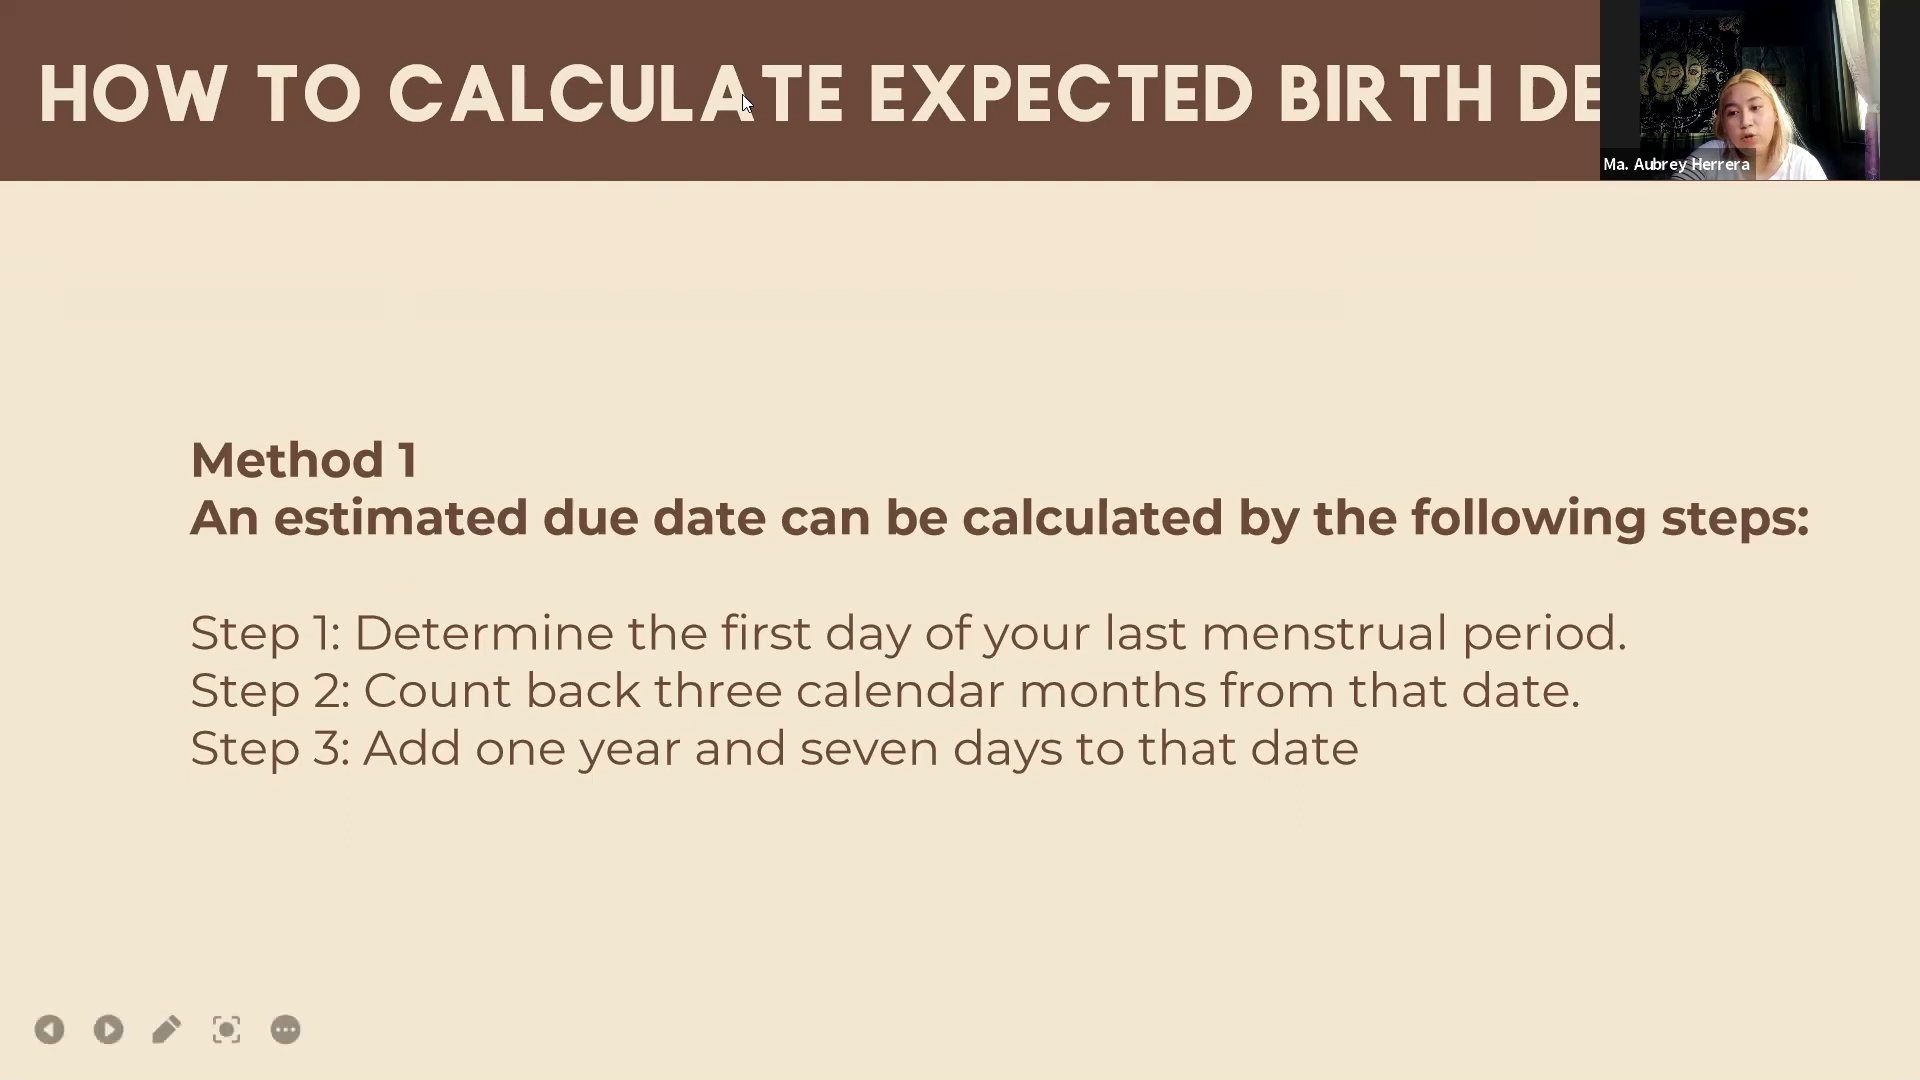 HOW TO CALCULATE EXPECTED BIRTH
Ma. Aubrey Herrera
Method 1
An estimated due date can be calculated by the following steps:
Step 1: Determine the first day of your last menstrual period.
Step 2: Count back three calendar months from that date.
Step 3: Add one year and seven days to that date